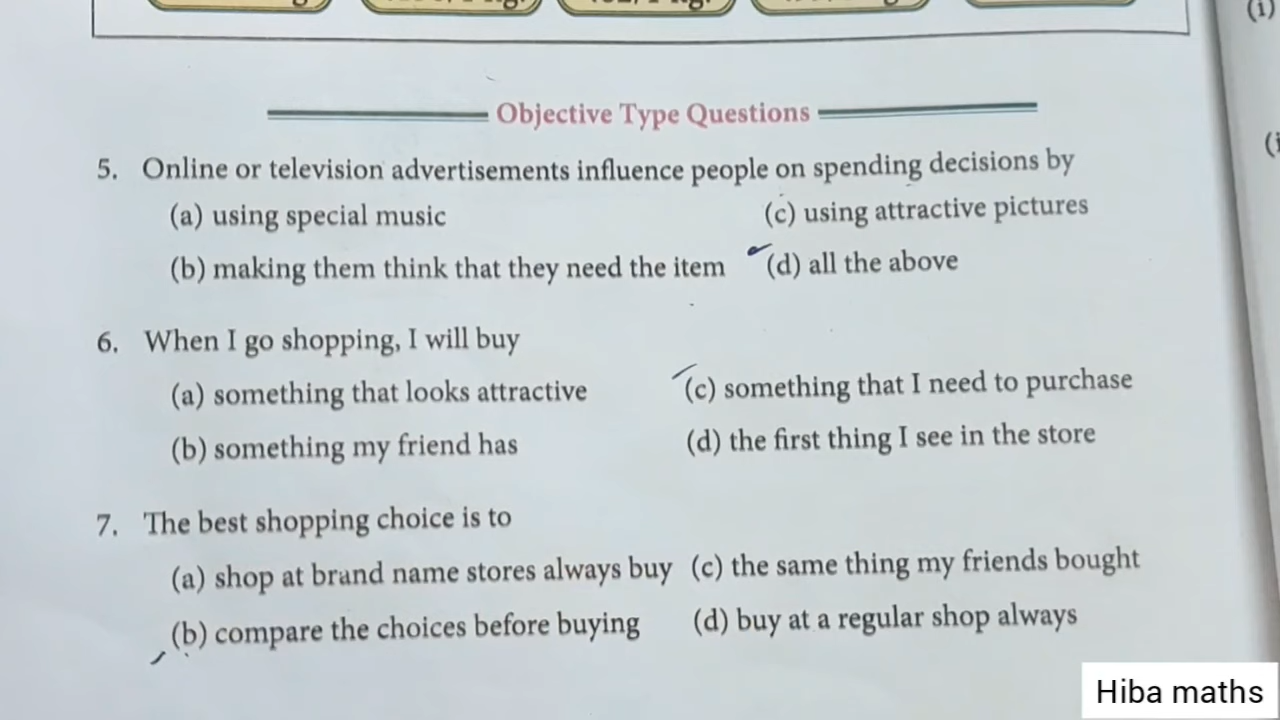 (i)
Objective Type Questions
5. Online or television advertisements influence people on spending decisions by
(a) using special music (c) using attractive pictures
(b) making them think that they need the item (d) all the above
6. When I go shopping, I will buy
(a) something that looks attractive (c) something that I need to purchase
(b) something my friend has (d) the first thing I see in the store
7. The best shopping choice is to
(a) shop at brand name stores always buy (c) the same thing my friends bought
(b) compare the choices before buying (d) buy at a regular shop always
Hiba maths